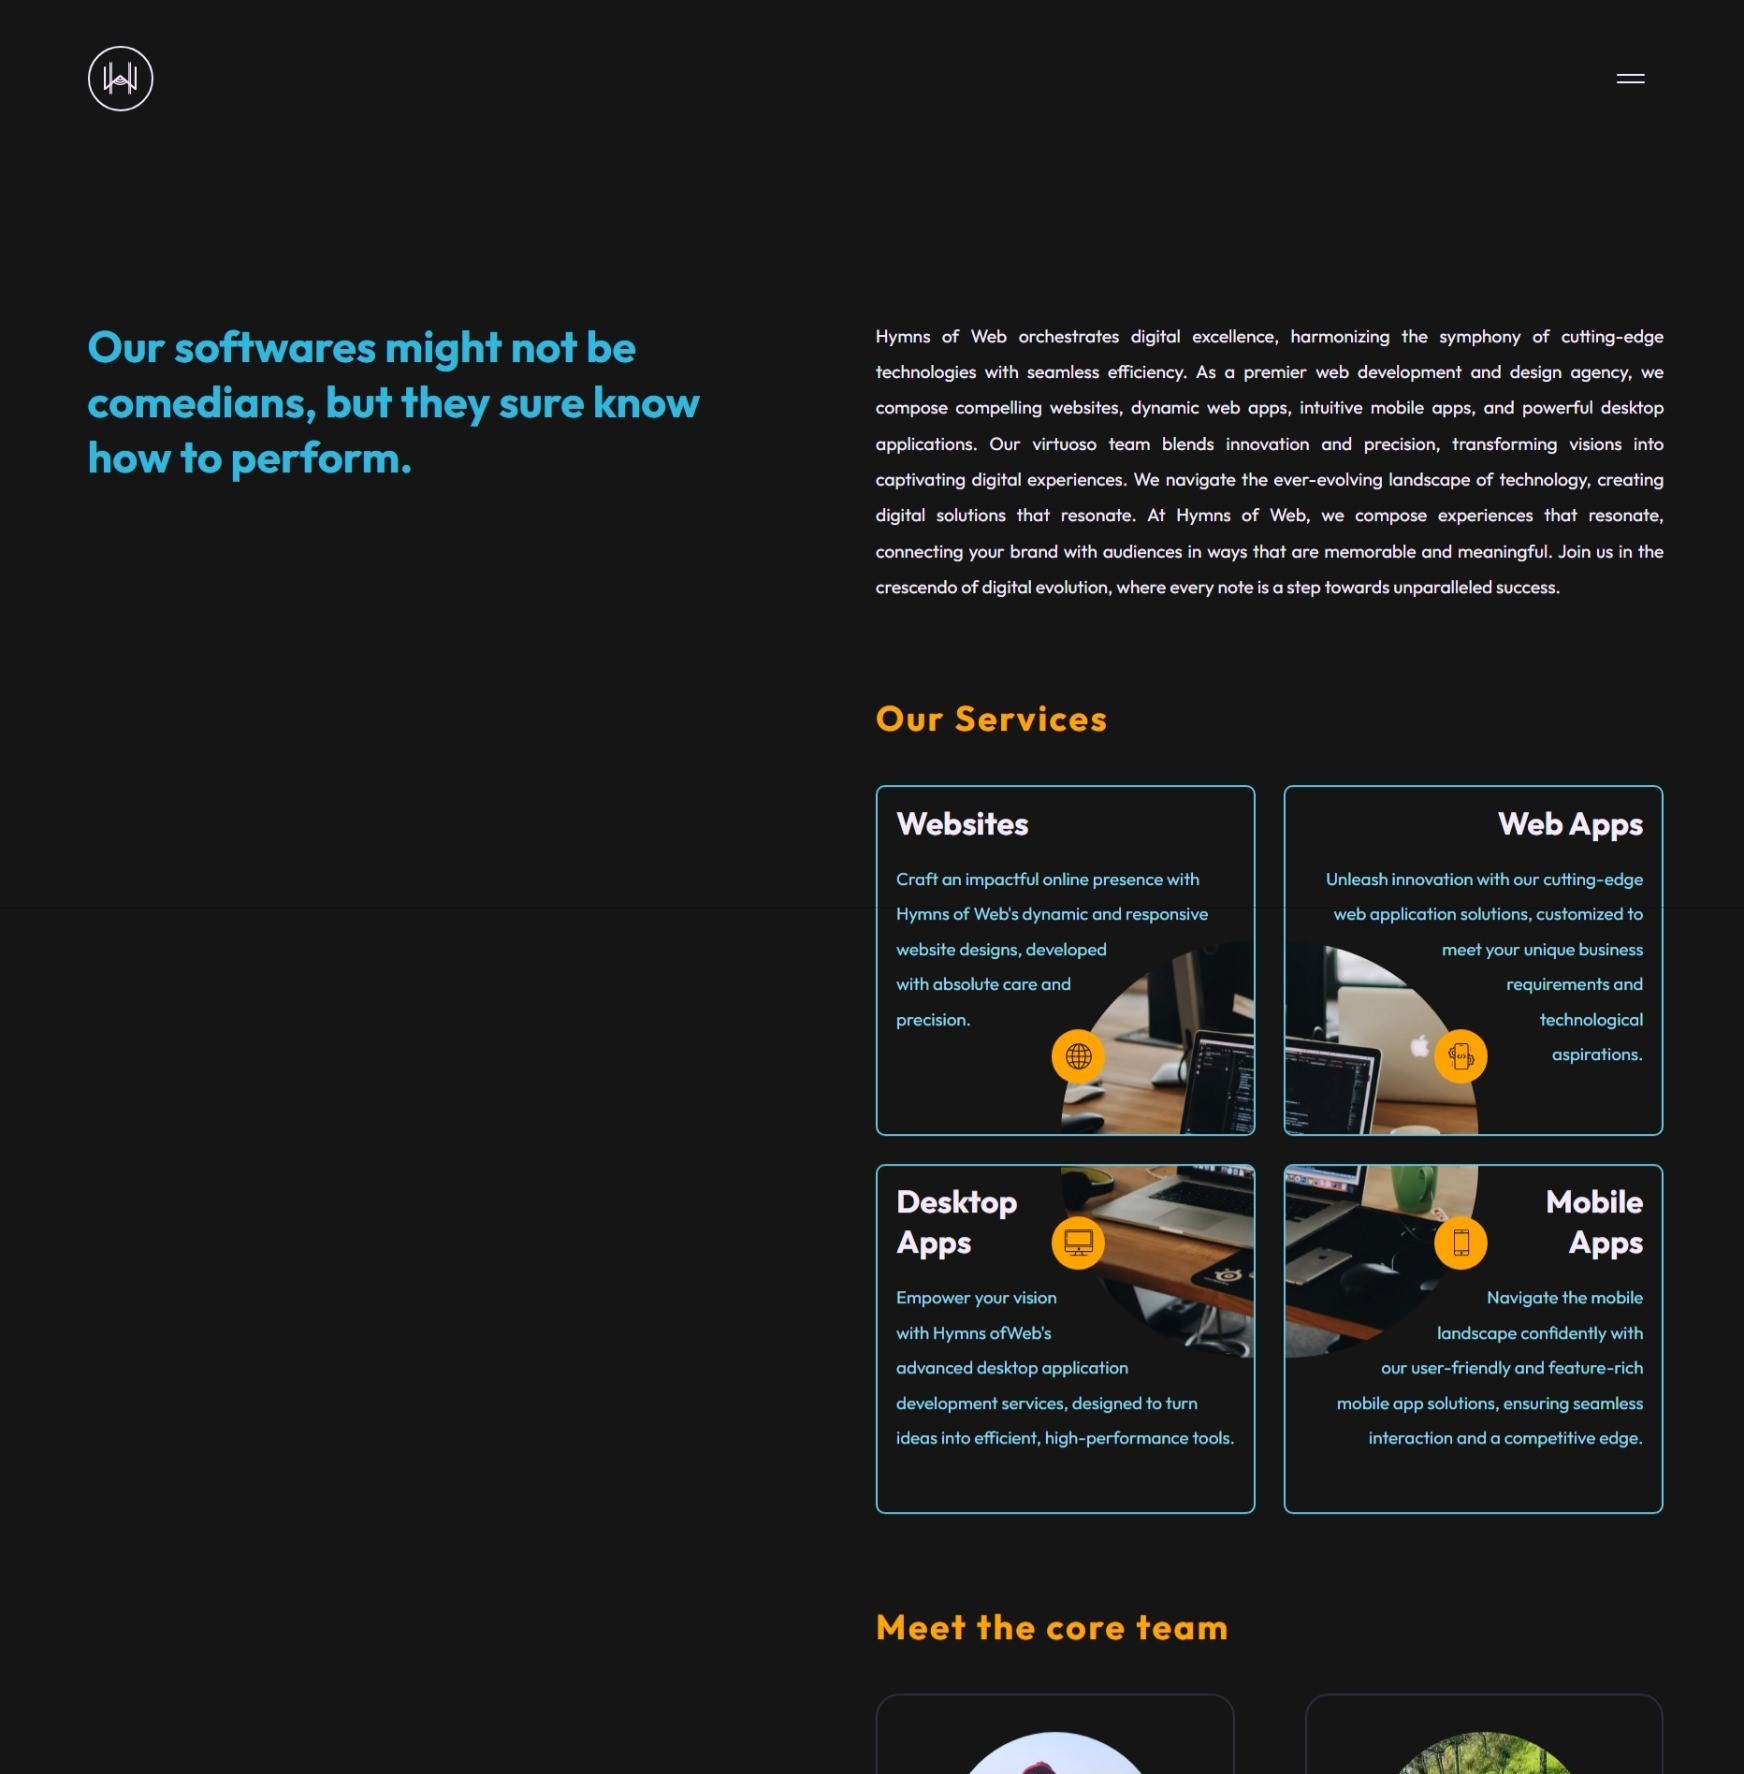 Our softwares might not be
comedians, but they sure know
how to perform.
Hymns of Web orchestrates digital excellence, harmonizing the symphony of cutting-edge
technologies with seamless efficiency. As a premier web development and design agency, we
compose compelling websites, dynamic web apps, intuitive mobile apps, and powerful desktop
applications. Our virtuoso team blends innovation and precision, transforming visions into
captivating digital experiences. We navigate the ever-evolving landscape of technology, creating
digital solutions that resonate. At Hymns of Web, we compose experiences that resonate,
connecting your brand with audiences in ways that are memorable and meaningful. Join us in the
crescendo of digital evolution, where every note is a step towards unparalleled success.
Our Services
Websites
Craft an impactful online presence with
Hymns of Web's dynamic and responsive
website designs, developed
with absolute care and
precision.
Web Apps
Unleash innovation with our cutting-edge
web application solutions, customized to
meet your unique business
requirements and
technological
aspirations.
Desktop
Apps
Empower your vision
with Hymns ofWeb's
advanced desktop application
development services, designed to turn
ideas into efficient, high-performance tools.
Mobile
Apps
Navigate the mobile
landscape confidently with
our user-friendly and feature-rich
mobile app solutions, ensuring seamless
interaction and a competitive edge.
Meet the core team